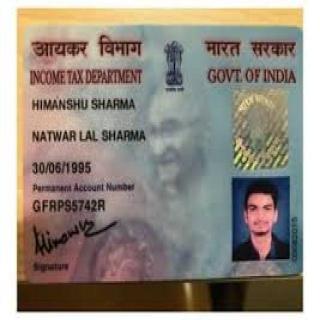 आयकर विभाग भारत सरकार
INCOME TAX DEPARTMENT GOVT. OF INDIA
HIMANSHU SHARMA
NATWAR LAL SHARMA
30/06/1995
Permanent Account Number
GFRPS5742R
Signature